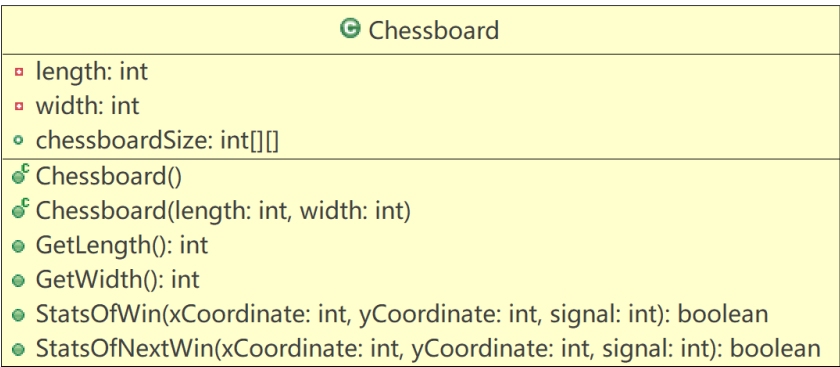 C Chessboard
length: int
width: int
chessboardSize: int[][]
C Chessboard()
C Chessboard(length: int, width: int)
GetLength(): int
GetWidth(): int
StatsOfWin(xCoordinate: int, yCoordinate: int, signal: int): boolean
StatsOfNextWin(xCoordinate: int, yCoordinate: int, signal: int): boolean